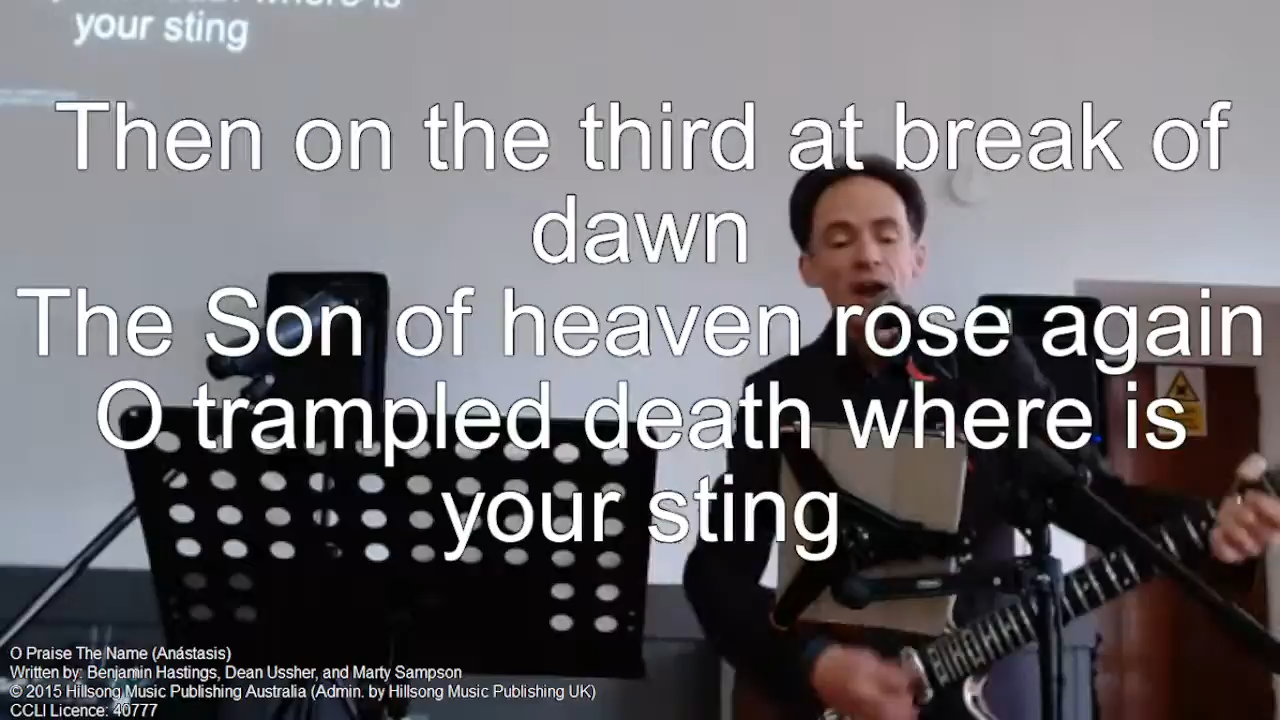 your sting
Then on the third at break of
dawn
The Son of heaven rose again
O trampled death where is
your sting
O Praise The Name (Anástasis)
Written by: Benjamin Hastings, Dean Ussher, and Marty Sampson
© 2015 Hillsong Music Publishing Australia (Admin. by Hillsong Music Publishing UK)
CCLI Licence: 40777